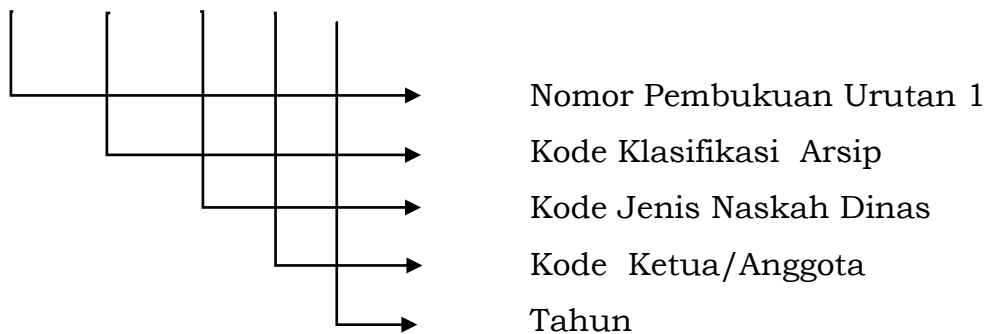 Nomor Pembukuan Urutan 1
Kode Klasifikasi Arsip
Kode Jenis Naskah Dinas
Kode Ketua/Anggota
Tahun